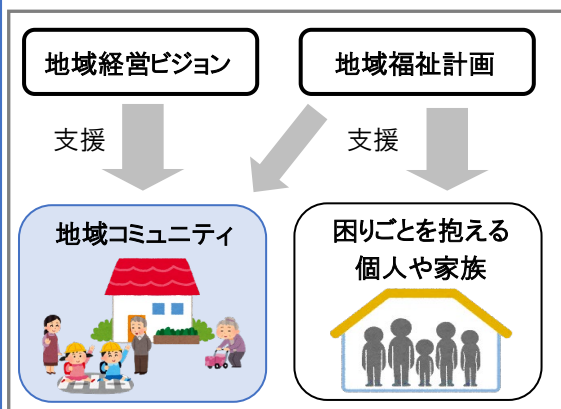 地域経営ビジョン
地域福祉計画
支援
支援
地域コミュニティ
困りごとを抱える
個人や家族